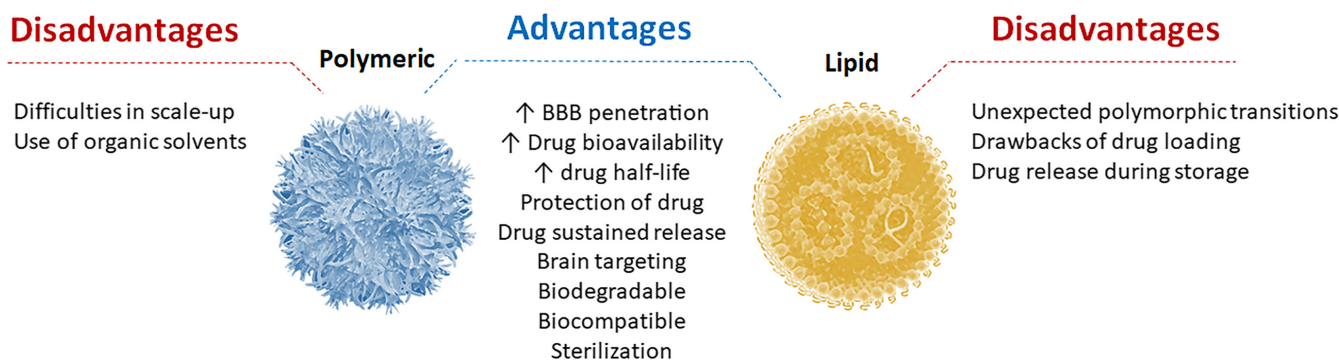 Disadvantages
Polymeric
Difficulties in scale-up
Use of organic solvents
Advantages
↑ BBB penetration
↑ Drug bioavailability
↑ drug half-life
Protection of drug
Drug sustained release
Brain targeting
Biodegradable
Biocompatible
Sterilization
Lipid
Disadvantages
Unexpected polymorphic transitions
Drawbacks of drug loading
Drug release during storage